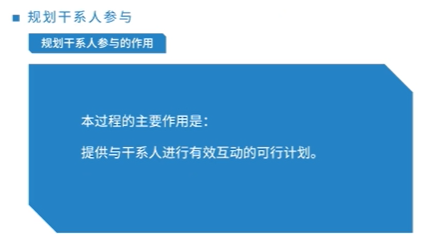 规划干系人参与
规划干系人参与的作用
本过程的主要作用是：
提供与干系人进行有效互动的可行计划。